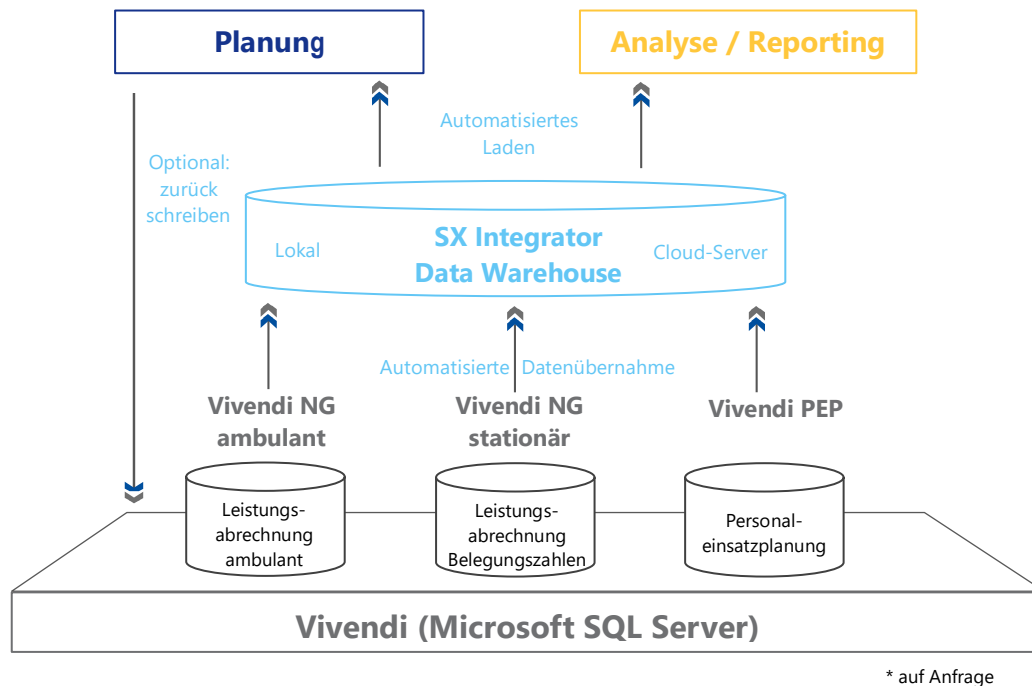 Planung
Analyse / Reporting
Automatisiertes
Laden
Optional:
zurück
schreiben
Lokal
SX Integrator
Data Warehouse
Cloud-Server
Automatisierte Datenübernahme
Vivendi NG
ambulant
Vivendi NG
stationär
Vivendi PEP
Leistungs-
abrechnung
ambulant
Leistungs-
abrechnung
Belegungszahlen
Personal-
einsatzplanung
Vivendi (Microsoft SQL Server)
* auf Anfrage